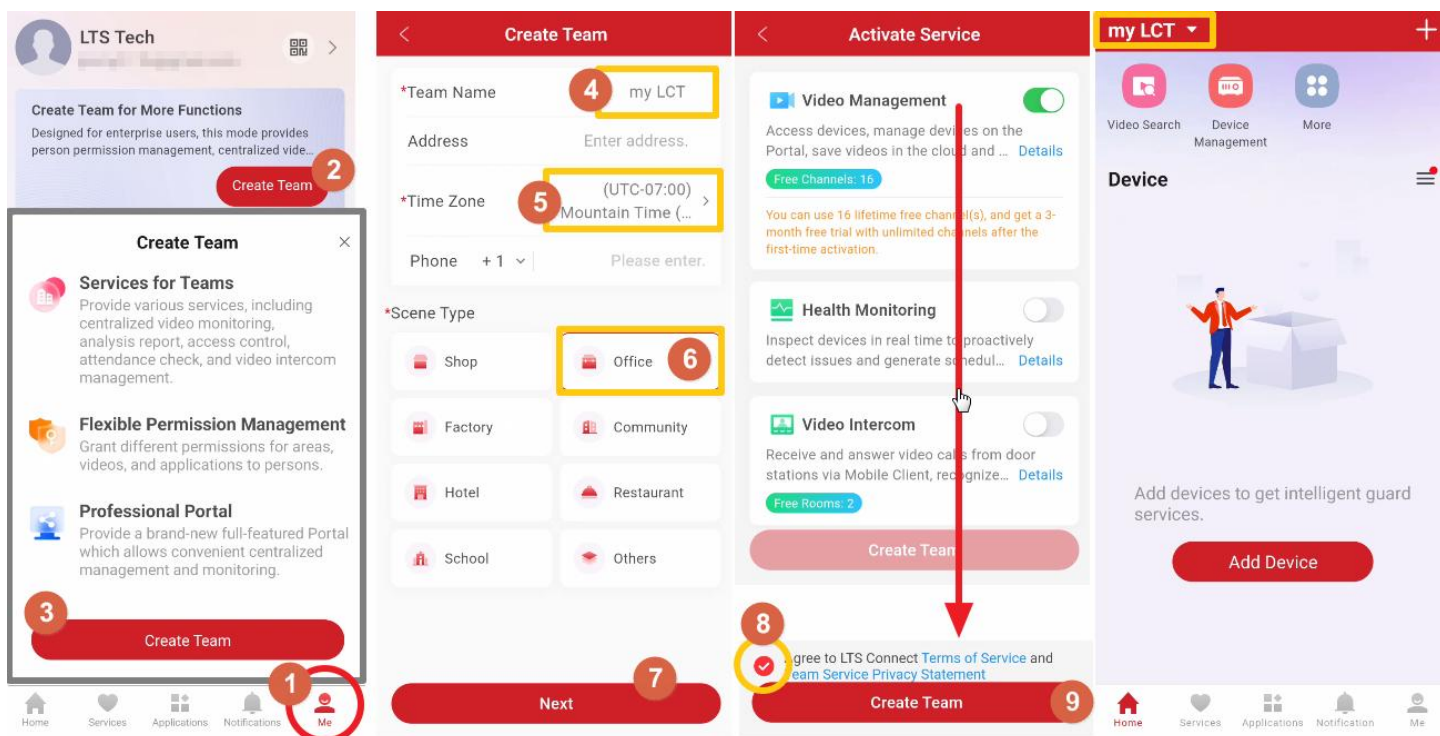 LTS Tech
Create Team for More Functions
Designed for enterprise users, this mode provides
person permission management, centralized vide...
Create Team
2
Create Team
Services for Teams
Provide various services, including
centralized video monitoring,
analysis report, access control,
attendance check, and video intercom
management.
Flexible Permission Management
Grant different permissions for areas,
videos, and applications to persons.
Professional Portal
Provide a brand-new full-featured Portal
which allows convenient centralized
management and monitoring.
3
Create Team
1
Home
Services
Applications
Notifications
Me
Create Team
*Team Name
4
my LCT
Address
Enter address.
*Time Zone
5
(UTC-07:00)
Mountain Time (...
Phone +1
Please enter.
*Scene Type
Shop
Office
6
Factory
Community
Hotel
Restaurant
School
Others
7
Next
Activate Service
Video Management
Access devices, manage devices on the
Portal, save videos in the cloud and ... Details
Free Channels: 16
You can use 16 lifetime free channel(s), and get a 3-
month free trial with unlimited channels after the
first-time activation.
Health Monitoring
Inspect devices in real time to proactively
detect issues and generate schedul... Details
Video Intercom
Receive and answer video calls from door
stations via Mobile Client, recognize... Details
Free Rooms: 2
Create Team
8
Agree to LTS Connect Terms of Service and
Team Service Privacy Statement
Create Team
9
my LCT
Video Search
Device
Management
More
Device
Add devices to get intelligent guard
services.
Add Device
Home
Services
Applications
Notification
Me